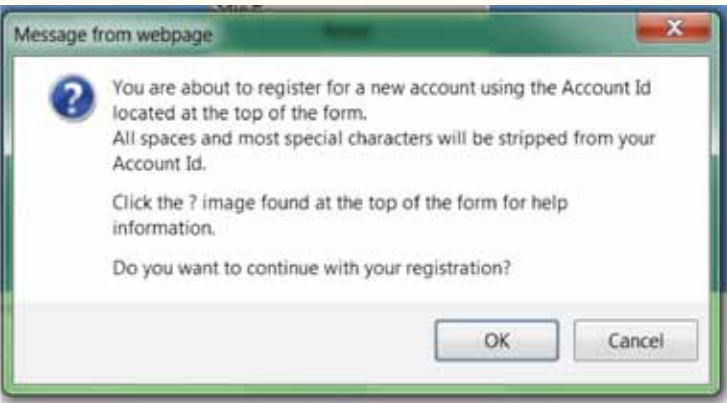 Message from webpage
You are about to register for a new account using the Account Id
located at the top of the form.
All spaces and most special characters will be stripped from your
Account Id.
Click the ? image found at the top of the form for help
information.
Do you want to continue with your registration?
OK
Cancel